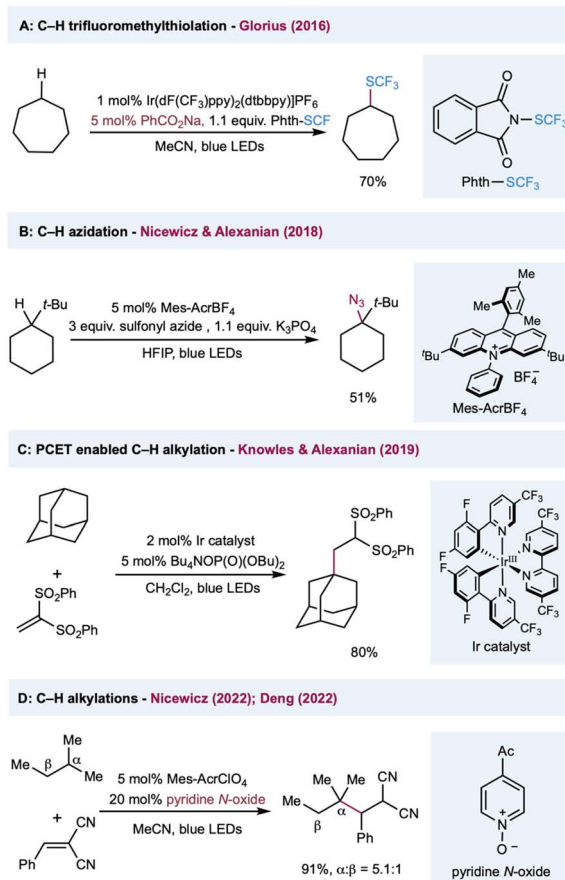 A: C–H trifluoromethylthiolation - Glorius (2016)
H
1 mol% Ir(dF(CF3)ppy)2(dtbbpy)]PF6
5 mol% PhCO2Na, 1.1 equiv. Phth-SCF
MeCN, blue LEDs
SCF3
70%
O
N
SCF3
O
Phth—SCF3
B: C–H azidation - Nicewicz & Alexanian (2018)
H
t-Bu
5 mol% Mes-AcrBF4
3 equiv. sulfonyl azide , 1.1 equiv. K3PO4
HFIP, blue LEDs
N3
t-Bu
51%
Me
Me
Me
t-Bu
N+
t-Bu
BF4−
Mes-AcrBF4
C: PCET enabled C–H alkylation - Knowles & Alexanian (2019)
+
SO2Ph
SO2Ph
2 mol% Ir catalyst
5 mol% Bu4NOP(O)(OBu)2
CH2Cl2, blue LEDs
SO2Ph
SO2Ph
80%
CF3
F
N
CF3
F
N
IrIII
F
N
N
F
CF3
CF3
Ir catalyst
D: C–H alkylations - Nicewicz (2022); Deng (2022)
Me
β
α
Me
Me
+
CN
Ph
CN
5 mol% Mes-AcrClO4
20 mol% pyridine N-oxide
MeCN, blue LEDs
Me
Me
CN
Me
α
CN
β
Ph
91%, α:β = 5.1:1
Ac
N+
O−
pyridine N-oxide